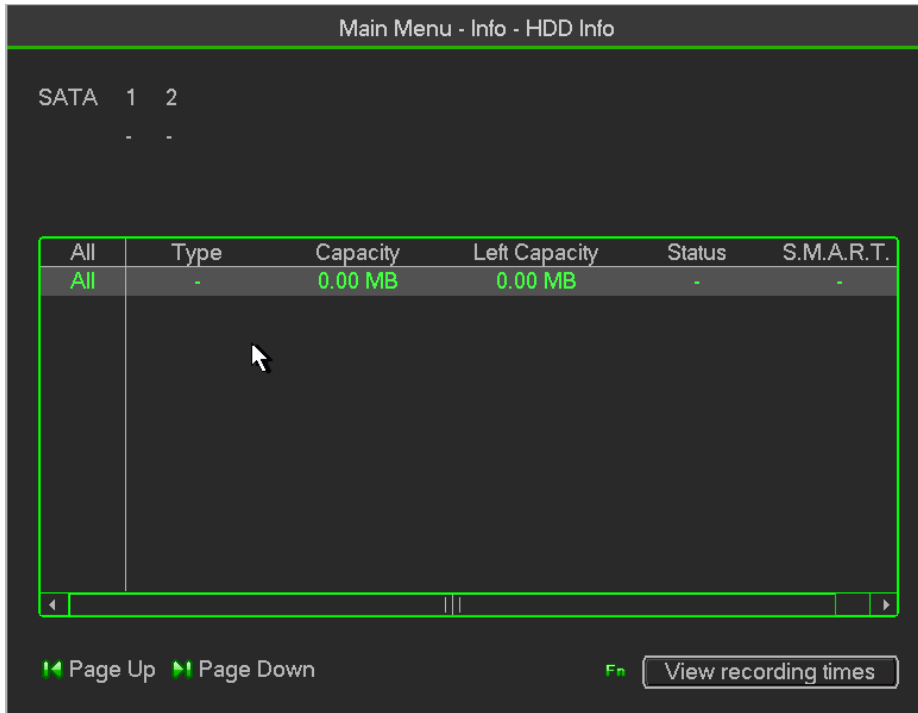 Main Menu - Info - HDD Info
SATA 1 2
- -
All Type Capacity Left Capacity Status S.M.A.R.T.
All - 0.00 MB 0.00 MB - -
Page Up Page Down Fn View recording times